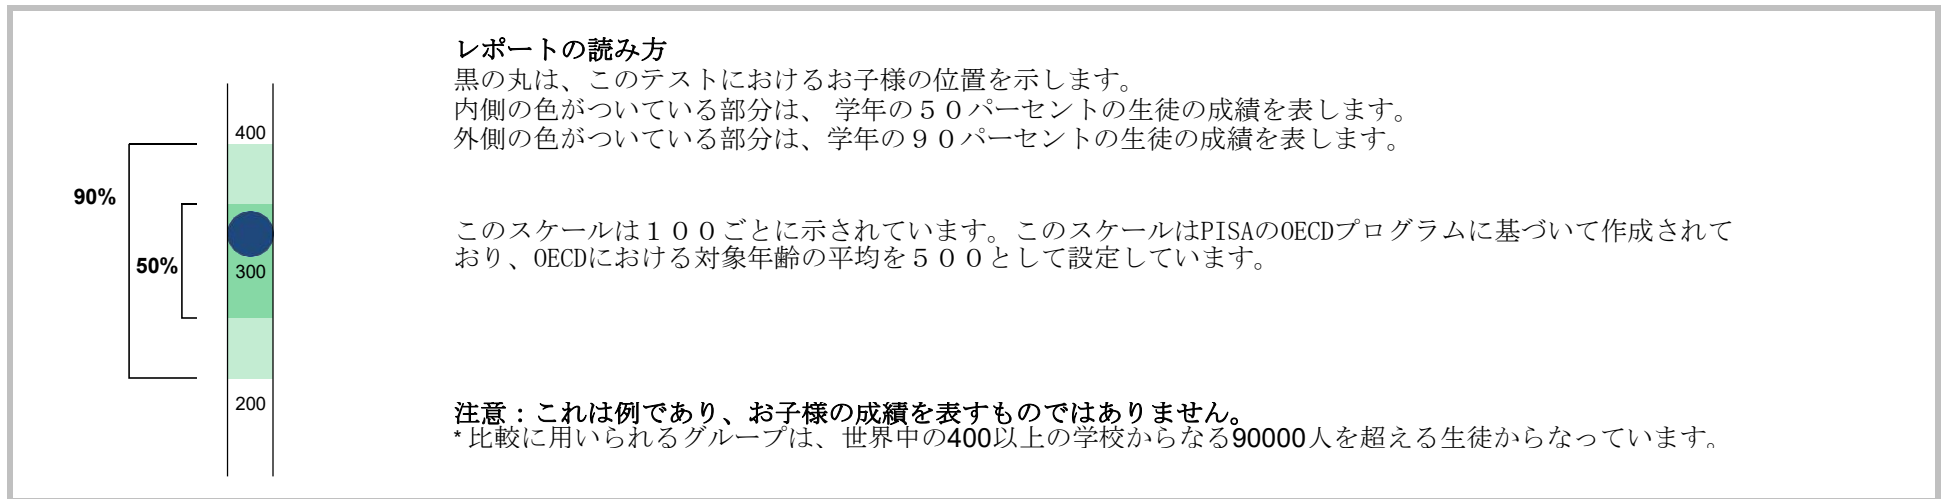 レポートの読み方
黒の丸は、このテストにおけるお子様の位置を示します。
内側の色がついている部分は、 学年の５０パーセントの生徒の成績を表します。
外側の色がついている部分は、学年の９０パーセントの生徒の成績を表します。
400
90%
50%
300
200
このスケールは１００ごとに示されています。このスケールはPISAのOECDプログラムに基づいて作成されて
おり、OECDにおける対象年齢の平均を５００として設定しています。
注意：これは例であり、お子様の成績を表すものではありません。
* 比較に用いられるグループは、世界中の400以上の学校からなる90000人を超える生徒からなっています。